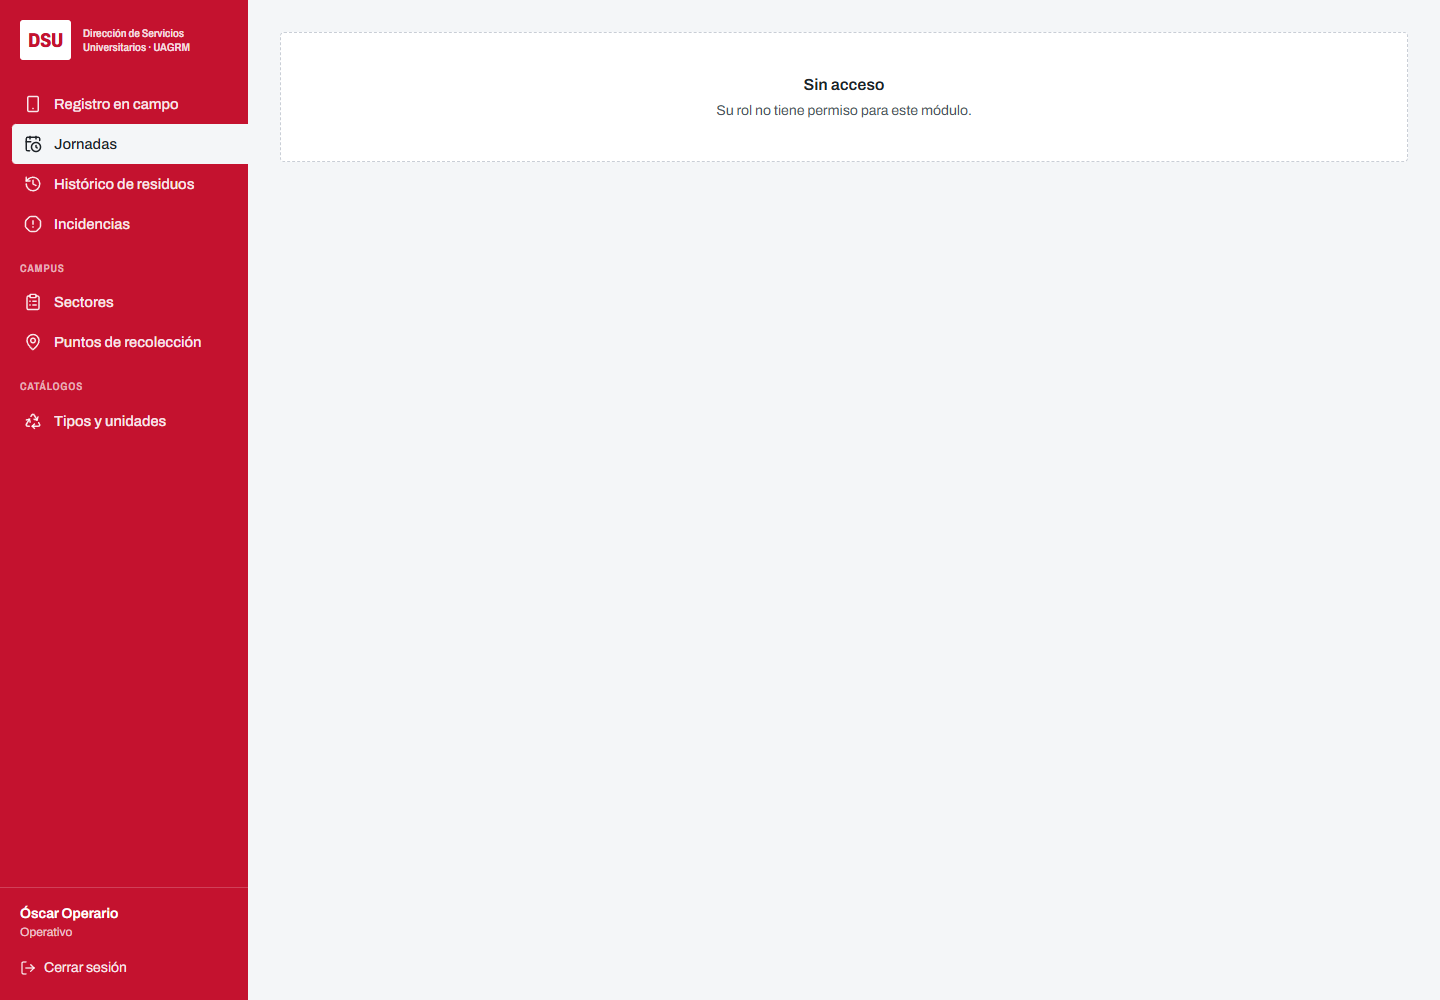 DSU
Dirección de Servicios
Universitarios · UAGRM
Registro en campo
Jornadas
Histórico de residuos
Incidencias
CAMPUS
Sectores
Puntos de recolección
CATÁLOGOS
Tipos y unidades
Óscar Operario
Operativo
Cerrar sesión
Sin acceso
Su rol no tiene permiso para este módulo.